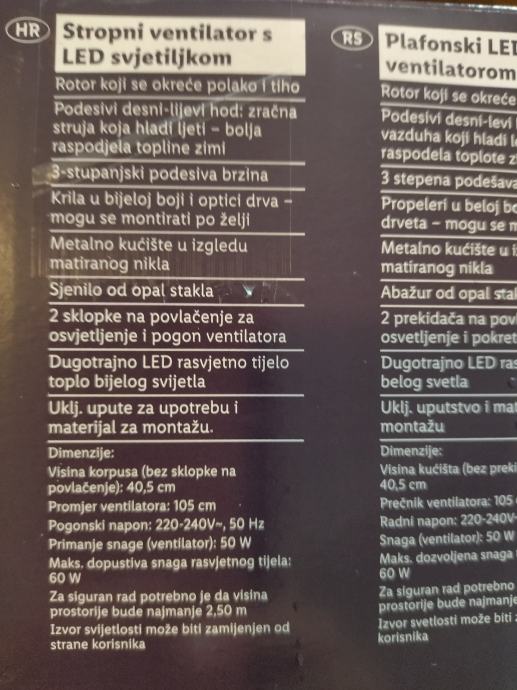 HR
Stropni ventilator s
LED svjetiljkom
Rotor koji se okreće polako i tiho
Podesivi desni-lijevi hod: zračna
struja koja hladi ljeti – bolja
raspodjela topline zimi
3-stupanjski podesiva brzina
Krila u bijeloj boji i optici drva –
mogu se montirati po želji
Metalno kućište u izgledu
matiranog nikla
Sjenilo od opal stakla
2 sklopke na povlačenje za
osvjetljenje i pogon ventilatora
Dugotrajno LED rasvjetno tijelo
toplo bijelog svijetla
Uklj. upute za upotrebu i
materijal za montažu.
Dimenzije:
Visina korpusa (bez sklopke na
povlačenje): 40,5 cm
Promjer ventilatora: 105 cm
Pogonski napon: 220-240V~, 50 Hz
Primanje snage (ventilator): 50 W
Maks. dopustiva snaga rasvjetnog tijela:
60 W
Za siguran rad potrebno je da visina
prostorije bude najmanje 2,50 m
Izvor svijetlosti može biti zamijenjen od
strane korisnika
RS
Plafonski LED
ventilatorom
Rotor koji se okreće
Podesivi desni-levi
vazduha koji hladi
raspodela toplote
3 stepena podešava
Propeleri u beloj
drveta – mogu se
Metalno kućište u
matiranog nikla
Abažur od opal
2 prekidača na
osvetljenje i
Dugotrajno LED
belog svetla
Uklj. uputstvo i
montažu
Dimenzije:
Visina kućišta (bez
40,5 cm
Prečnik ventilatora: 105
Radni napon: 220-240V
Snaga (ventilator): 50 W
Maks. dozvoljena snaga
60 W
Za siguran rad potrebno
prostorije bude najmanje
Izvor svetlosti može biti
korisnika